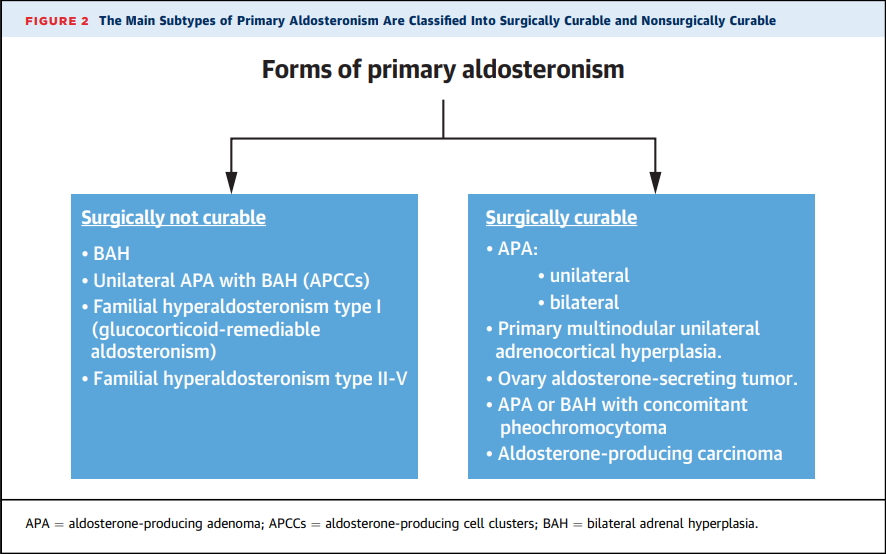 FIGURE 2 The Main Subtypes of Primary Aldosteronism Are Classified Into Surgically Curable and Nonsurgically Curable
Forms of primary aldosteronism
Surgically not curable
• BAH
• Unilateral APA with BAH (APCCs)
• Familial hyperaldosteronism type I
(glucocorticoid-remediable
aldosteronism)
• Familial hyperaldosteronism type II-V
Surgically curable
• APA:
• unilateral
• bilateral
• Primary multinodular unilateral
adrenocortical hyperplasia.
• Ovary aldosterone-secreting tumor.
• APA or BAH with concomitant
pheochromocytoma
• Aldosterone-producing carcinoma
APA = aldosterone-producing adenoma; APCCs = aldosterone-producing cell clusters; BAH = bilateral adrenal hyperplasia.